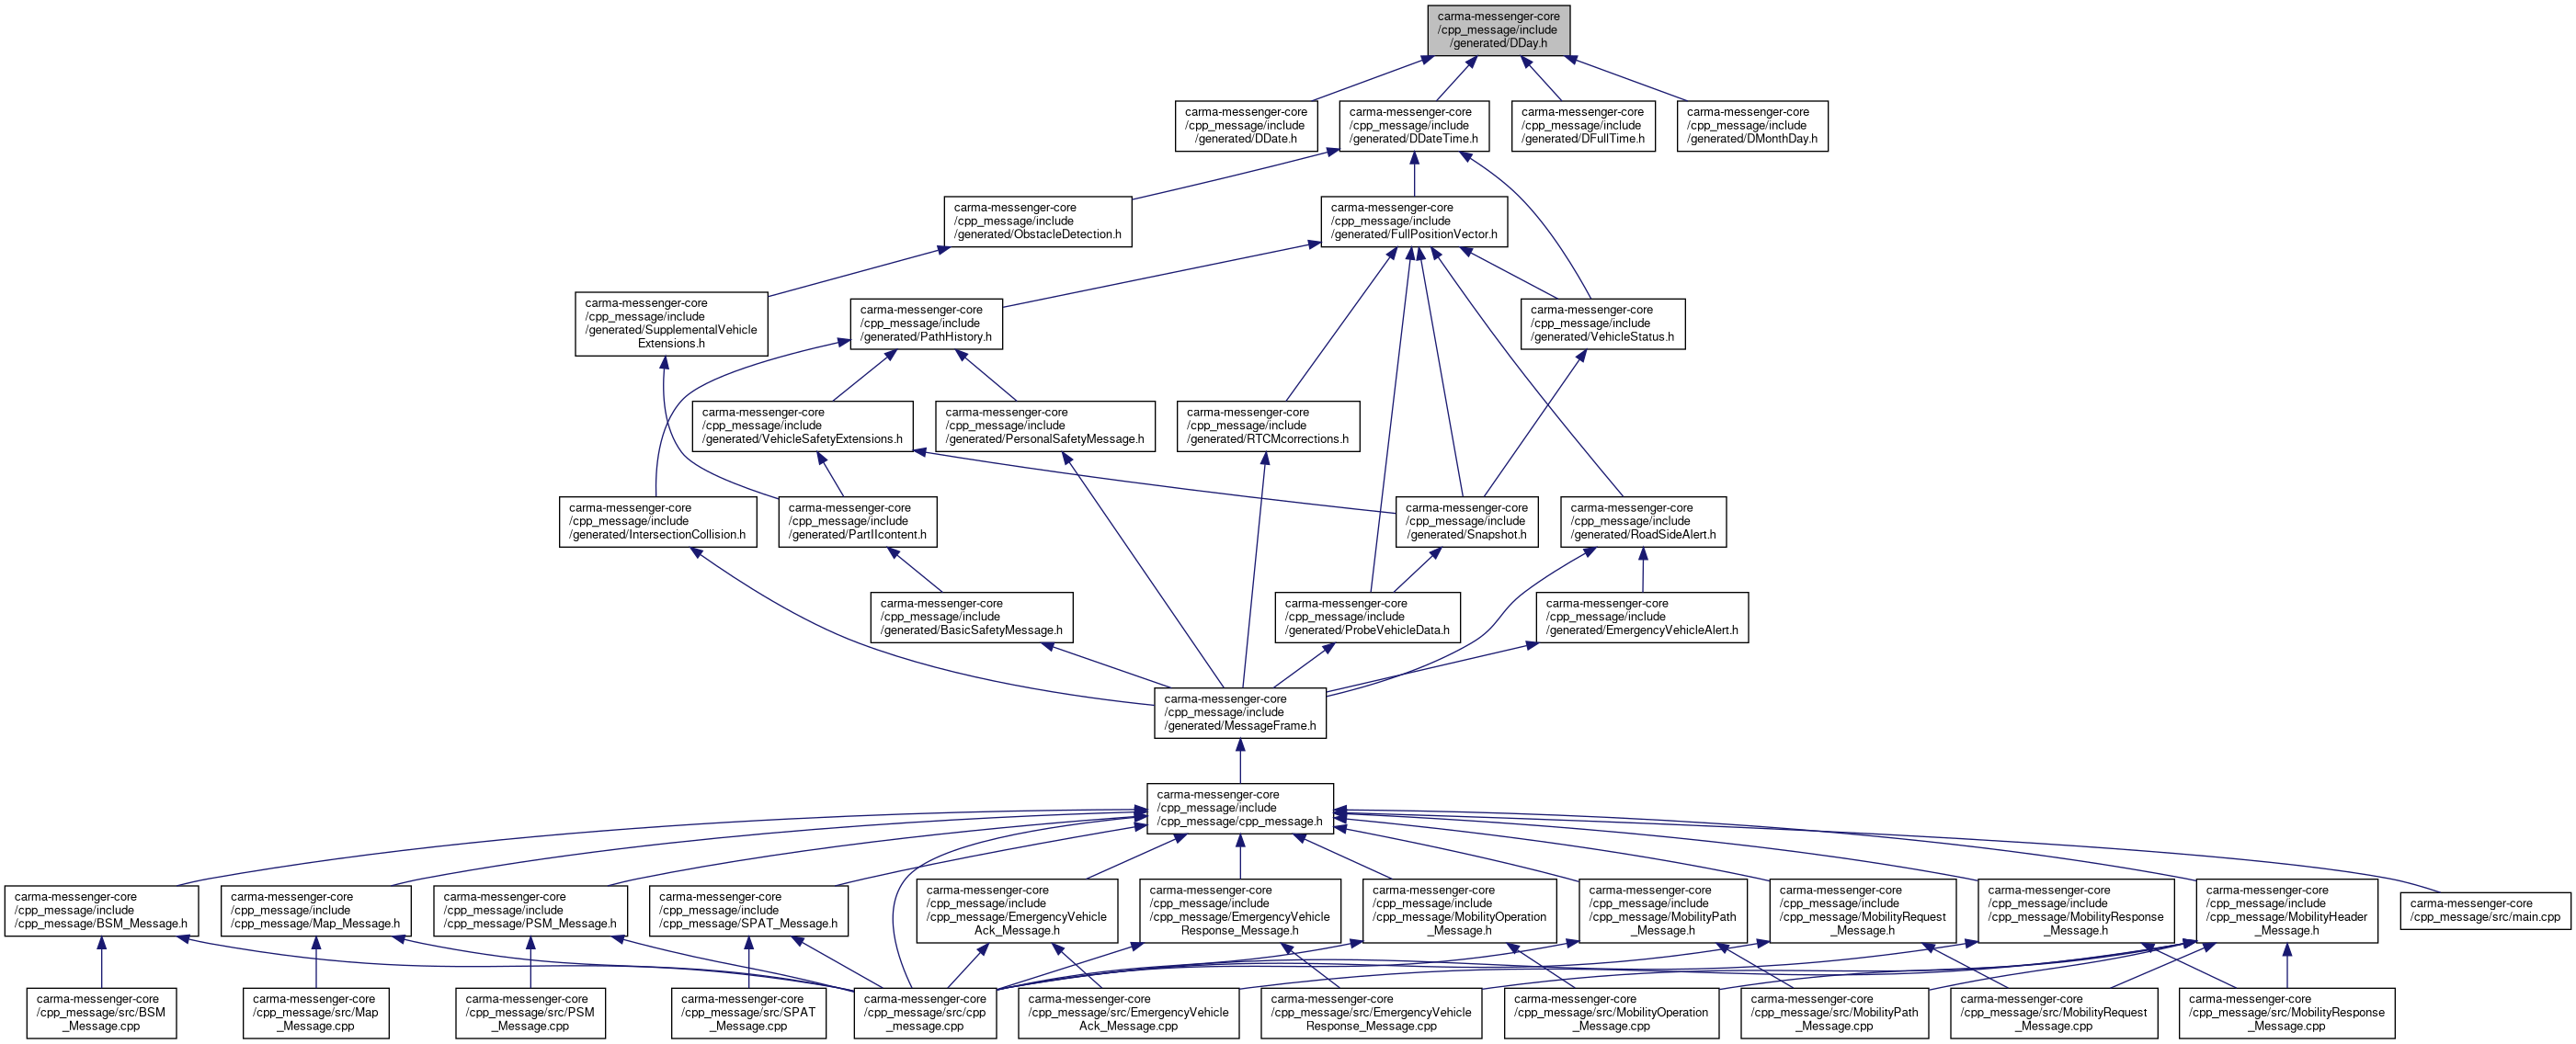 carma-messenger-core
/cpp_message/include
/generated/DDay.h
carma-messenger-core
/cpp_message/include
/generated/DDate.h
carma-messenger-core
/cpp_message/include
/generated/DDateTime.h
carma-messenger-core
/cpp_message/include
/generated/DFullTime.h
carma-messenger-core
/cpp_message/include
/generated/DMonthDay.h
carma-messenger-core
/cpp_message/include
/generated/ObstacleDetection.h
carma-messenger-core
/cpp_message/include
/generated/FullPositionVector.h
carma-messenger-core
/cpp_message/include
/generated/SupplementalVehicle
Extensions.h
carma-messenger-core
/cpp_message/include
/generated/PathHistory.h
carma-messenger-core
/cpp_message/include
/generated/VehicleStatus.h
carma-messenger-core
/cpp_message/include
/generated/VehicleSafetyExtensions.h
carma-messenger-core
/cpp_message/include
/generated/PersonalSafetyMessage.h
carma-messenger-core
/cpp_message/include
/generated/RTCMcorrections.h
carma-messenger-core
/cpp_message/include
/generated/IntersectionCollision.h
carma-messenger-core
/cpp_message/include
/generated/PartIIcontent.h
carma-messenger-core
/cpp_message/include
/generated/Snapshot.h
carma-messenger-core
/cpp_message/include
/generated/RoadSideAlert.h
carma-messenger-core
/cpp_message/include
/generated/BasicSafetyMessage.h
carma-messenger-core
/cpp_message/include
/generated/ProbeVehicleData.h
carma-messenger-core
/cpp_message/include
/generated/EmergencyVehicleAlert.h
carma-messenger-core
/cpp_message/include
/generated/MessageFrame.h
carma-messenger-core
/cpp_message/include
/cpp_message/cpp_message.h
carma-messenger-core
/cpp_message/include
/cpp_message/BSM_Message.h
carma-messenger-core
/cpp_message/include
/cpp_message/Map_Message.h
carma-messenger-core
/cpp_message/include
/cpp_message/PSM_Message.h
carma-messenger-core
/cpp_message/include
/cpp_message/SPAT_Message.h
carma-messenger-core
/cpp_message/include
/cpp_message/EmergencyVehicle
Ack_Message.h
carma-messenger-core
/cpp_message/include
/cpp_message/EmergencyVehicle
Response_Message.h
carma-messenger-core
/cpp_message/include
/cpp_message/MobilityOperation
_Message.h
carma-messenger-core
/cpp_message/include
/cpp_message/MobilityPath
_Message.h
carma-messenger-core
/cpp_message/include
/cpp_message/MobilityRequest
_Message.h
carma-messenger-core
/cpp_message/include
/cpp_message/MobilityResponse
_Message.h
carma-messenger-core
/cpp_message/include
/cpp_message/MobilityHeader
_Message.h
carma-messenger-core
/cpp_message/src/main.cpp
carma-messenger-core
/cpp_message/src/BSM
_Message.cpp
carma-messenger-core
/cpp_message/src/Map
_Message.cpp
carma-messenger-core
/cpp_message/src/PSM
_Message.cpp
carma-messenger-core
/cpp_message/src/SPAT
_Message.cpp
carma-messenger-core
/cpp_message/src/cpp
_message.cpp
carma-messenger-core
/cpp_message/src/EmergencyVehicle
Ack_Message.cpp
carma-messenger-core
/cpp_message/src/EmergencyVehicle
Response_Message.cpp
carma-messenger-core
/cpp_message/src/MobilityOperation
_Message.cpp
carma-messenger-core
/cpp_message/src/MobilityPath
_Message.cpp
carma-messenger-core
/cpp_message/src/MobilityRequest
_Message.cpp
carma-messenger-core
/cpp_message/src/MobilityResponse
_Message.cpp